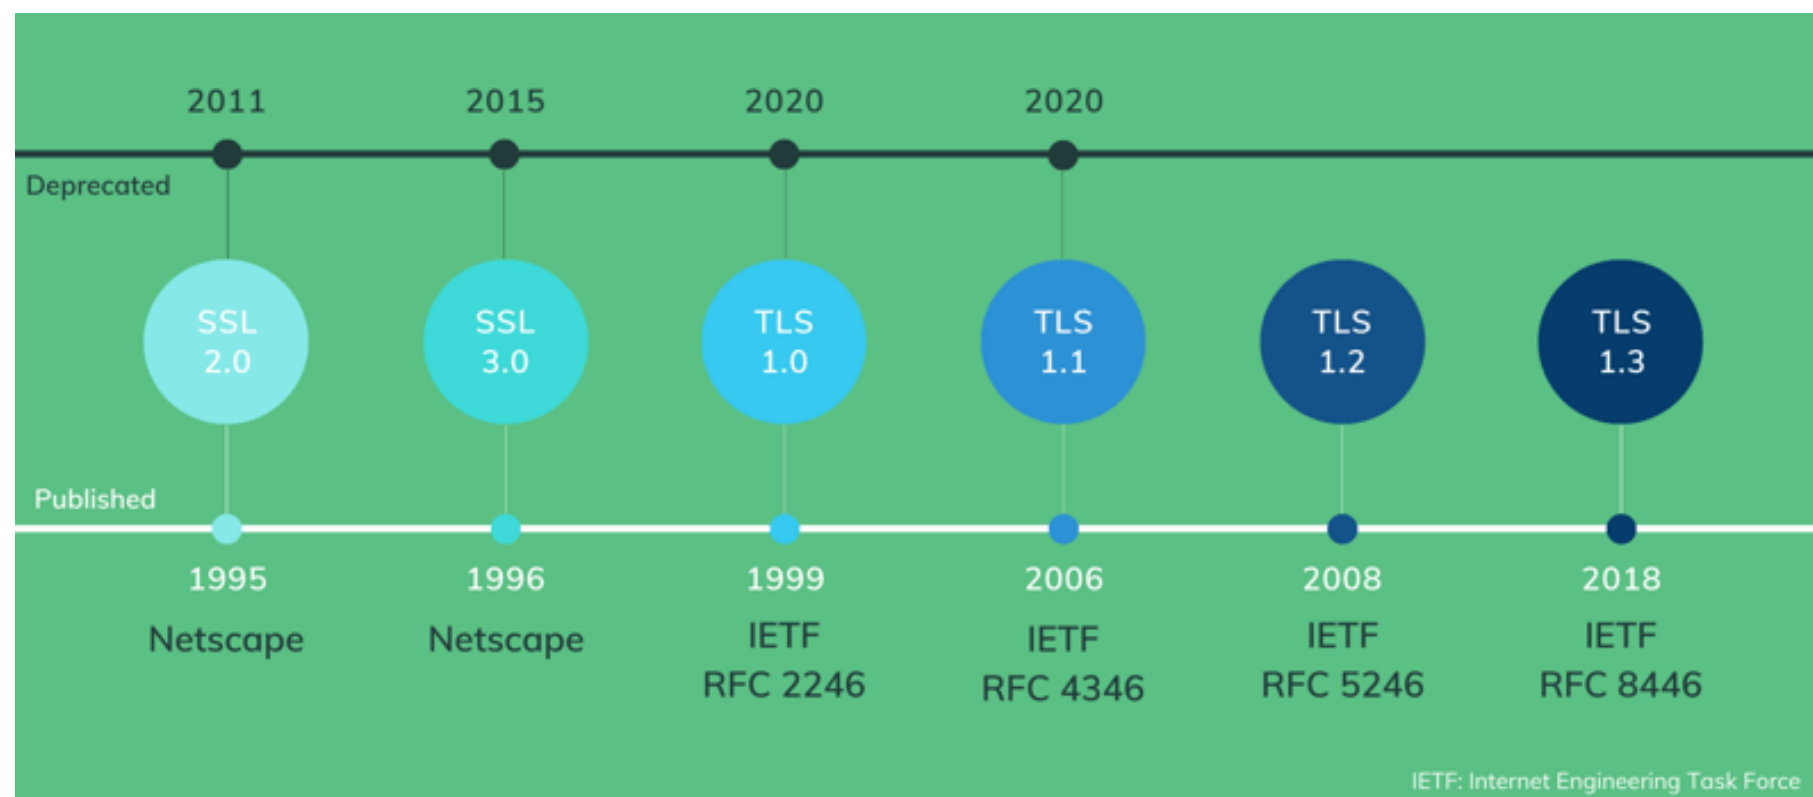 2011 2015 2020 2020
Deprecated
SSL 2.0
SSL 3.0
TLS 1.0
TLS 1.1
TLS 1.2
TLS 1.3
Published
1995 1996 1999 2006 2008 2018
Netscape Netscape IETF IETF IETF IETF
RFC 2246 RFC 4346 RFC 5246 RFC 8446
IETF: Internet Engineering Task Force